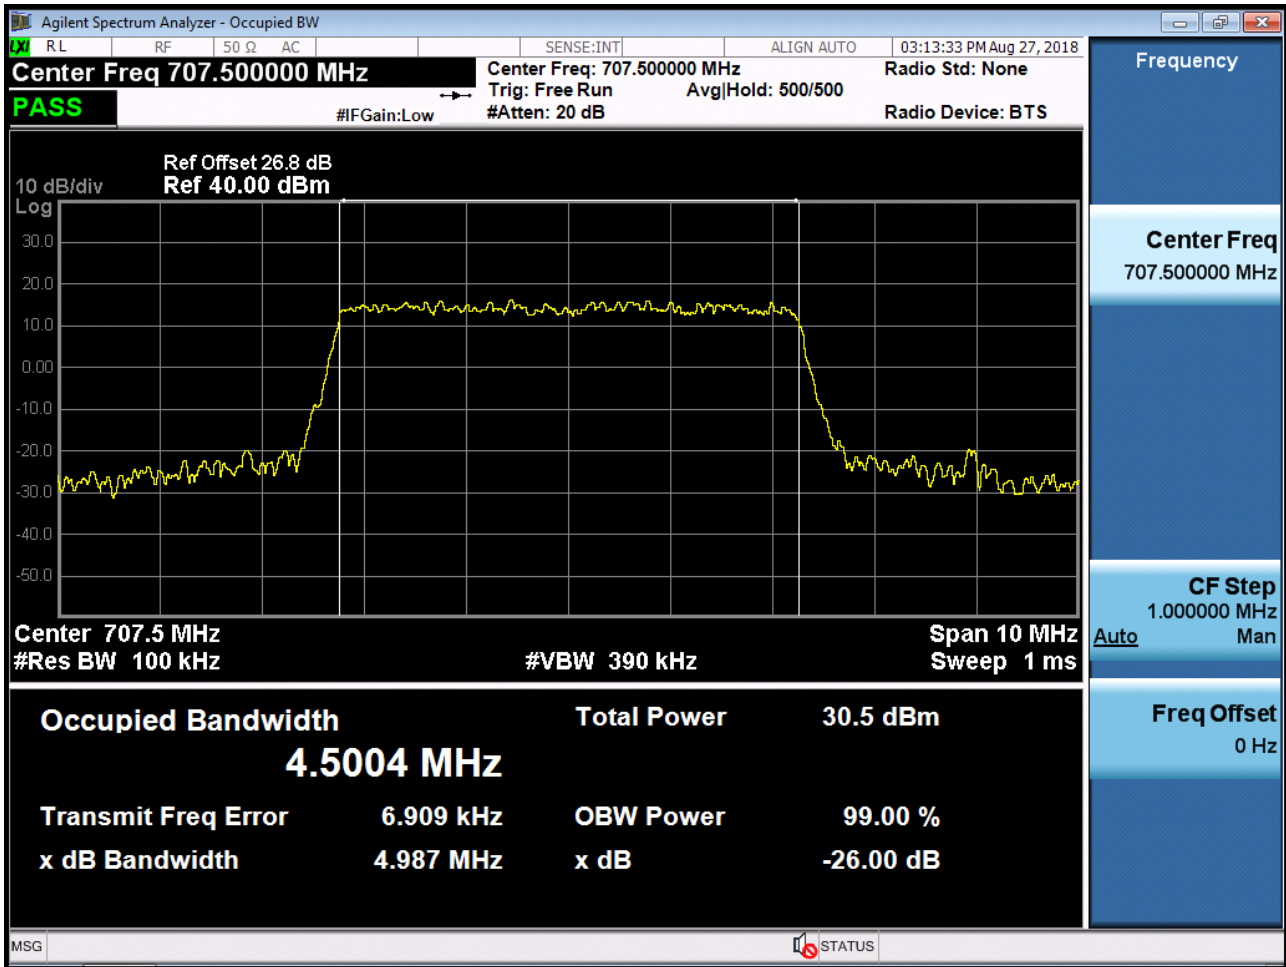 Agilent Spectrum Analyzer - Occupied BW
LXI RL RF 50 Ω AC SENSE:INT ALIGN AUTO 03:13:33 PM Aug 27, 2018
Center Freq 707.500000 MHz
PASS
#IFGain:Low
Center Freq: 707.500000 MHz
Trig: Free Run Avg|Hold: 500/500
#Atten: 20 dB
Radio Std: None
Radio Device: BTS
Ref Offset 26.8 dB
10 dB/div Ref 40.00 dBm
Log
30.0
20.0
10.0
0.00
-10.0
-20.0
-30.0
-40.0
-50.0
Center 707.5 MHz Span 10 MHz
#Res BW 100 kHz #VBW 390 kHz Sweep 1 ms
Occupied Bandwidth Total Power 30.5 dBm
4.5004 MHz
Transmit Freq Error 6.909 kHz OBW Power 99.00 %
x dB Bandwidth 4.987 MHz x dB -26.00 dB
MSG STATUS
Frequency
Center Freq
707.500000 MHz
CF Step
1.000000 MHz
Auto Man
Freq Offset
0 Hz